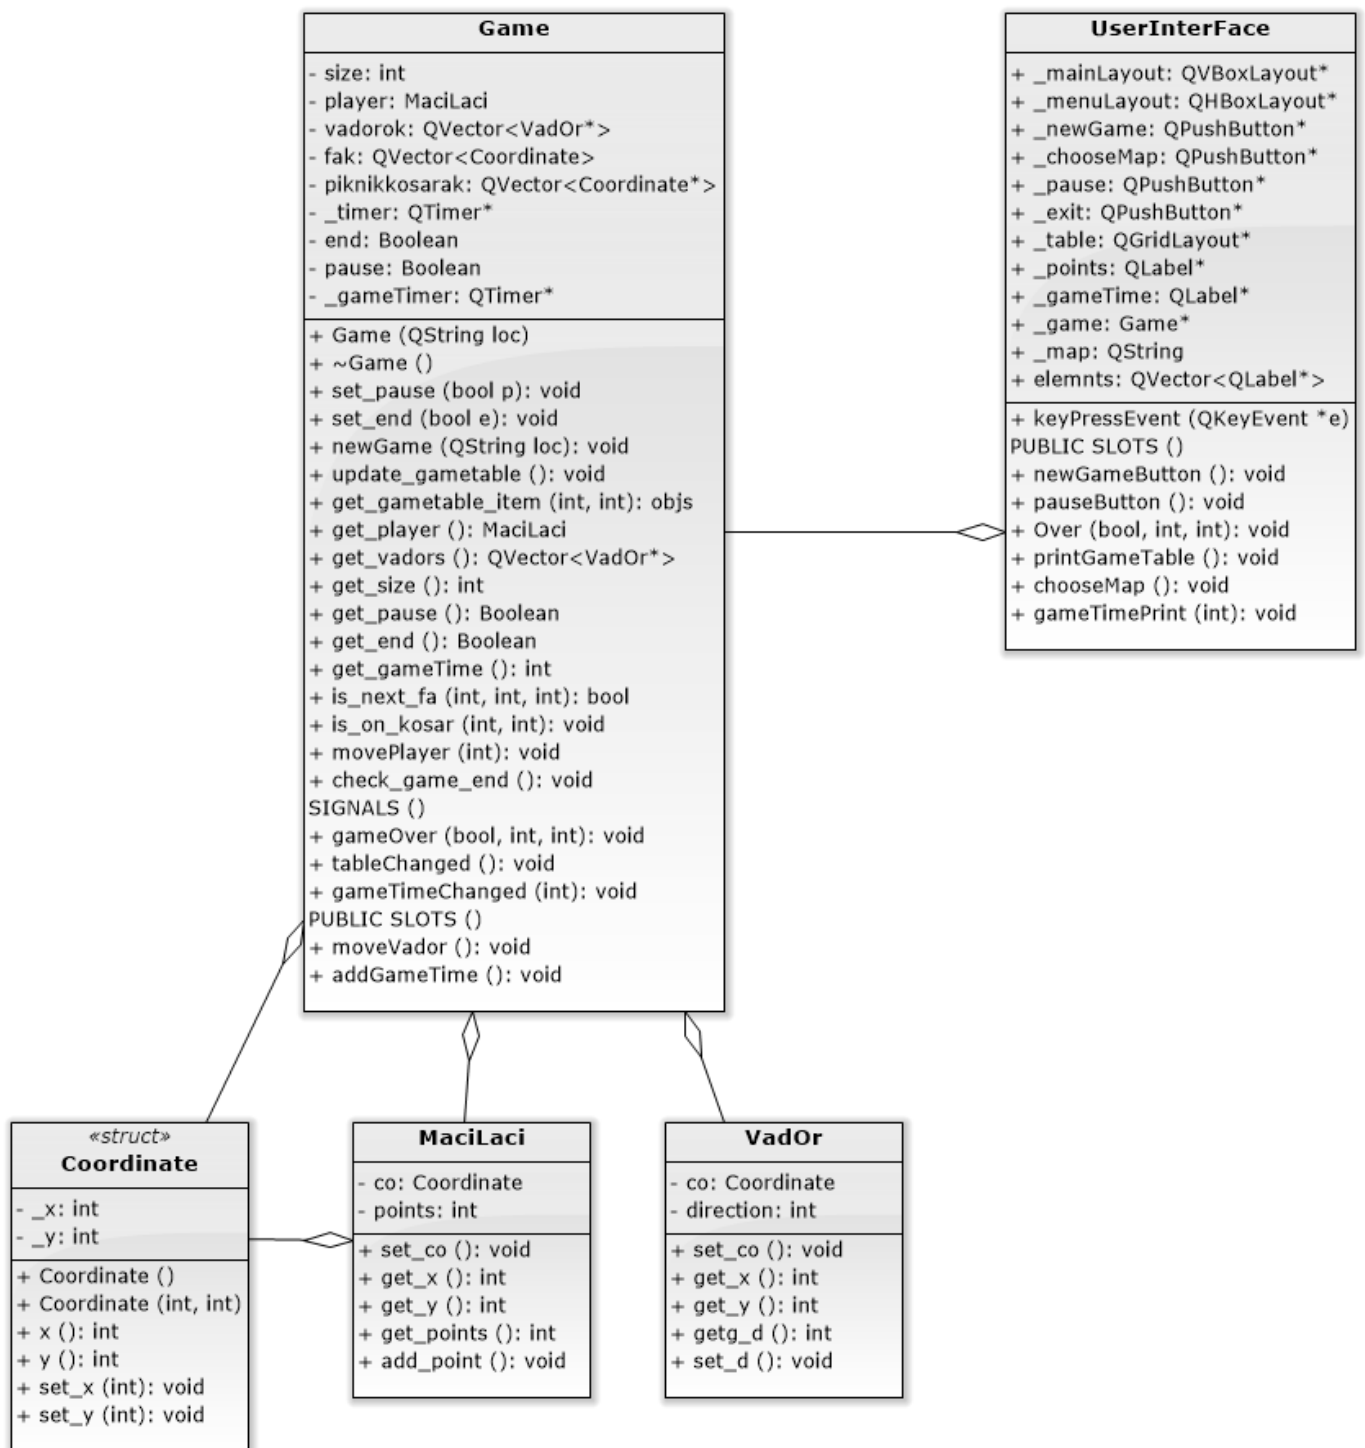 Game
- size: int
- player: MaciLaci
- vadorok: QVector<VadOr*>
- fak: QVector<Coordinate>
- piknikkosarak: QVector<Coordinate*>
- _timer: QTimer*
- end: Boolean
- pause: Boolean
- _gameTimer: QTimer*
+ Game (QString loc)
+ ~Game ()
+ set_pause (bool p): void
+ set_end (bool e): void
+ newGame (QString loc): void
+ update_gametable (): void
+ get_gametable_item (int, int): objs
+ get_player (): MaciLaci
+ get_vadors (): QVector<VadOr*>
+ get_size (): int
+ get_pause (): Boolean
+ get_end (): Boolean
+ get_gameTime (): int
+ is_next_fa (int, int, int): bool
+ is_on_kosar (int, int): void
+ movePlayer (int): void
+ check_game_end (): void
SIGNALS ()
+ gameOver (bool, int, int): void
+ tableChanged (): void
+ gameTimeChanged (int): void
PUBLIC SLOTS ()
+ moveVador (): void
+ addGameTime (): void
UserInterFace
+ _mainLayout: QVBoxLayout*
+ _menuLayout: QHBoxLayout*
+ _newGame: QPushButton*
+ _chooseMap: QPushButton*
+ _pause: QPushButton*
+ _exit: QPushButton*
+ _table: QGridLayout*
+ _points: QLabel*
+ _gameTime: QLabel*
+ _game: Game*
+ _map: QString
+ elemnts: QVector<QLabel*>
+ keyPressEvent (QKeyEvent *e)
PUBLIC SLOTS ()
+ newGameButton (): void
+ pauseButton (): void
+ Over (bool, int, int): void
+ printGameTable (): void
+ chooseMap (): void
+ gameTimePrint (int): void
«struct»
Coordinate
- _x: int
- _y: int
+ Coordinate ()
+ Coordinate (int, int)
+ x (): int
+ y (): int
+ set_x (int): void
+ set_y (int): void
MaciLaci
- co: Coordinate
- points: int
+ set_co (): void
+ get_x (): int
+ get_y (): int
+ get_points (): int
+ add_point (): void
VadOr
- co: Coordinate
- direction: int
+ set_co (): void
+ get_x (): int
+ get_y (): int
+ getg_d (): int
+ set_d (): void